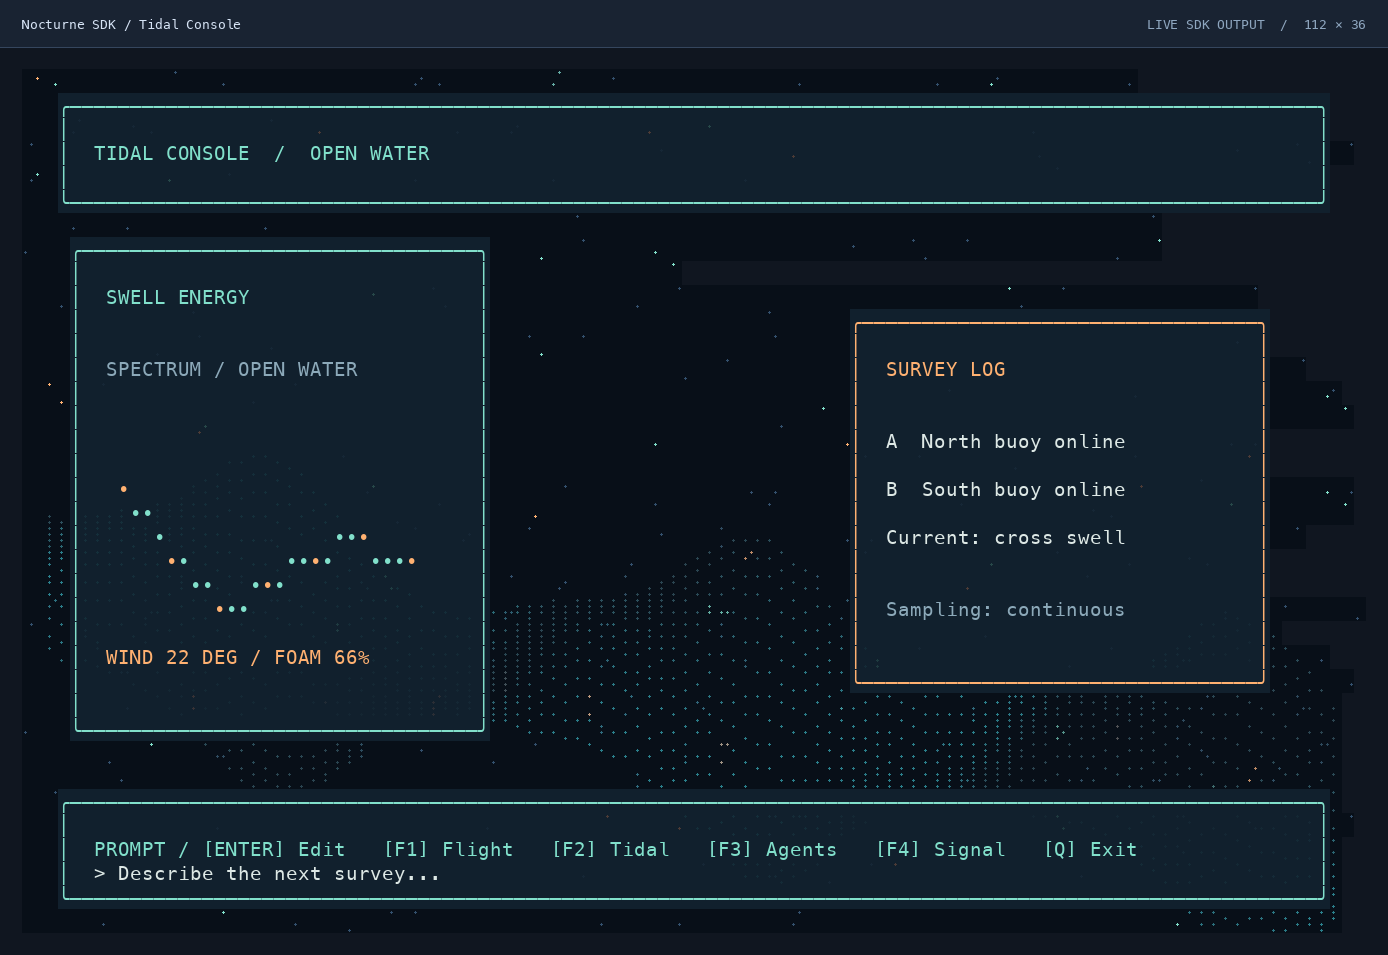 Nocturne SDK / Tidal Console
LIVE SDK OUTPUT / 112 × 36
TIDAL CONSOLE / OPEN WATER
SWELL ENERGY
SPECTRUM / OPEN WATER
WIND 22 DEG / FOAM 66%
SURVEY LOG
A North buoy online
B South buoy online
Current: cross swell
Sampling: continuous
PROMPT / [ENTER] Edit [F1] Flight [F2] Tidal [F3] Agents [F4] Signal [Q] Exit
> Describe the next survey...